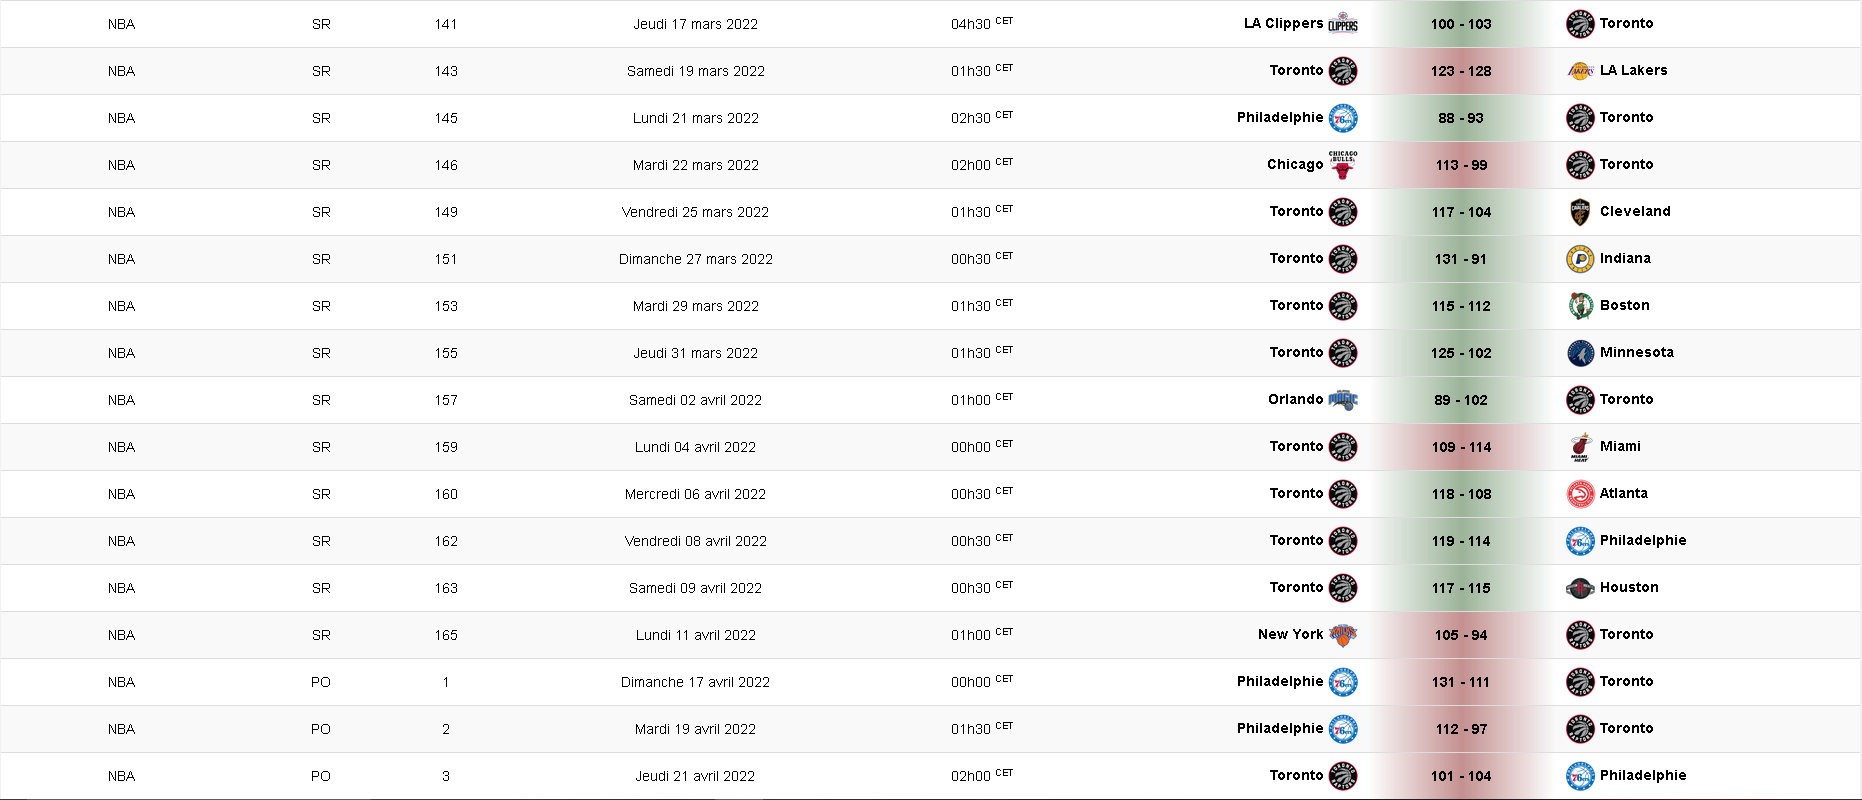 NBA SR 141 Jeudi 17 mars 2022 04h30 CET LA Clippers 100 - 103 Toronto
NBA SR 143 Samedi 19 mars 2022 01h30 CET Toronto 123 - 128 LA Lakers
NBA SR 145 Lundi 21 mars 2022 02h30 CET Philadelphie 88 - 93 Toronto
NBA SR 146 Mardi 22 mars 2022 02h00 CET Chicago 113 - 99 Toronto
NBA SR 149 Vendredi 25 mars 2022 01h30 CET Toronto 117 - 104 Cleveland
NBA SR 151 Dimanche 27 mars 2022 00h30 CET Toronto 131 - 91 Indiana
NBA SR 153 Mardi 29 mars 2022 01h30 CET Toronto 115 - 112 Boston
NBA SR 155 Jeudi 31 mars 2022 01h30 CET Toronto 125 - 102 Minnesota
NBA SR 157 Samedi 02 avril 2022 01h00 CET Orlando 89 - 102 Toronto
NBA SR 159 Lundi 04 avril 2022 00h00 CET Toronto 109 - 114 Miami
NBA SR 160 Mercredi 06 avril 2022 00h30 CET Toronto 118 - 108 Atlanta
NBA SR 162 Vendredi 08 avril 2022 00h30 CET Toronto 119 - 114 Philadelphie
NBA SR 163 Samedi 09 avril 2022 00h30 CET Toronto 117 - 115 Houston
NBA SR 165 Lundi 11 avril 2022 01h00 CET New York 105 - 94 Toronto
NBA PO 1 Dimanche 17 avril 2022 00h00 CET Philadelphie 131 - 111 Toronto
NBA PO 2 Mardi 19 avril 2022 01h30 CET Philadelphie 112 - 97 Toronto
NBA PO 3 Jeudi 21 avril 2022 02h00 CET Toronto 101 - 104 Philadelphie